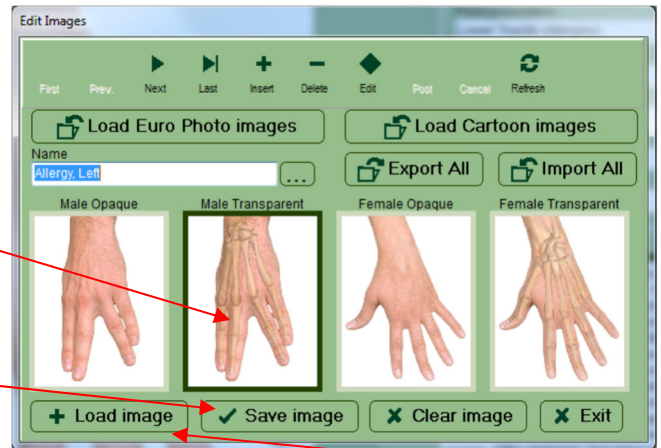 Edit Images
First Prev. Next Last Insert Delete Edit Post Cancel Refresh
Load Euro Photo images Load Cartoon images
Name
Allergy, Left ... Export All Import All
Male Opaque Male Transparent Female Opaque Female Transparent
Load image Save image Clear image Exit